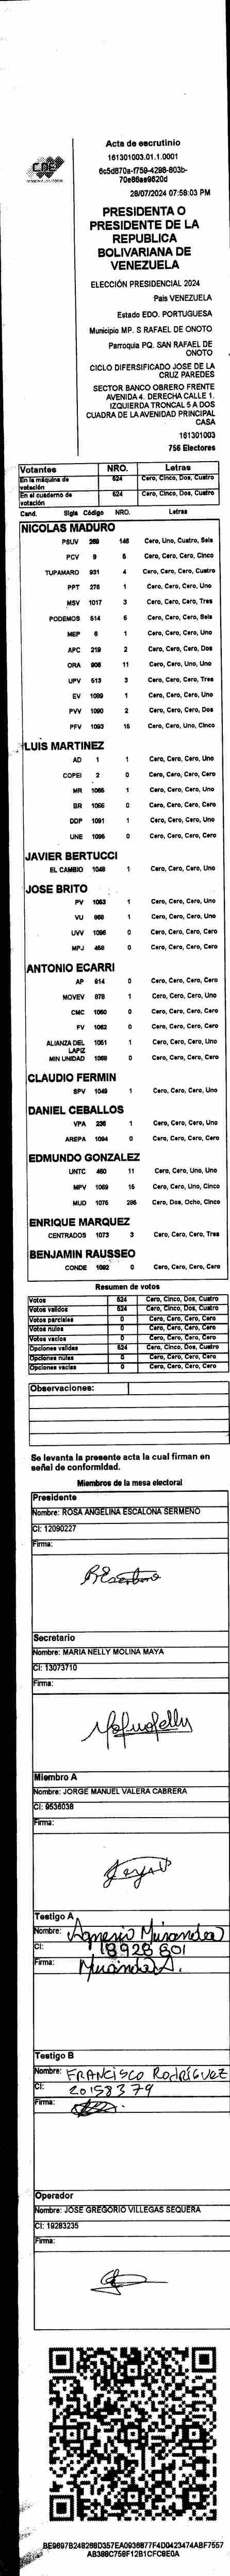 CNE
Acta de escrutinio
161301003.01.1.0001
6c5d870a-f759-4298-803b-
70e86ae9620d
28/07/2024 07:58:03 PM
PRESIDENTA O
PRESIDENTE DE LA
REPUBLICA
BOLIVARIANA DE
VENEZUELA
ELECCIÓN PRESIDENCIAL 2024
Pais VENEZUELA
Estado EDO. PORTUGUESA
Municipio MP. S RAFAEL DE ONOTO
Parroquia PQ. SAN RAFAEL DE
ONOTO
CICLO DIFERSIFICADO JOSE DE LA
CRUZ PAREDES
SECTOR BANCO OBRERO FRENTE
AVENIDA 4. DERECHA CALLE 1.
IZQUIERDA TRONCAL 5 A DOS
CUADRA DE LA AVENIDAD PRINCIPAL
CASA
161301003
756 Electores
Votantes NRO. Letras
En la máquina de votación 524 Cero, Cinco, Dos, Cuatro
En el cuaderno de votación 524 Cero, Cinco, Dos, Cuatro
Cand. Sigla Código NRO. Letras
NICOLAS MADURO
PSUV 146 Cero, Uno, Cuatro, Seis
PCV 5 Cero, Cero, Cero, Cinco
TUPAMARO 931 4 Cero, Cero, Cero, Cuatro
PPT 276 1 Cero, Cero, Cero, Uno
MSV 1017 3 Cero, Cero, Cero, Tres
PODEMOS 514 6 Cero, Cero, Cero, Seis
MEP 6 1 Cero, Cero, Cero, Uno
APC 219 2 Cero, Cero, Cero, Dos
ORA 906 11 Cero, Cero, Uno, Uno
UPV 513 3 Cero, Cero, Cero, Tres
EV 1089 1 Cero, Cero, Cero, Uno
PVV 1090 2 Cero, Cero, Cero, Dos
PFV 1093 15 Cero, Cero, Uno, Cinco
LUIS MARTINEZ
AD 1 1 Cero, Cero, Cero, Uno
COPEI 2 0 Cero, Cero, Cero, Cero
MR 1 Cero, Cero, Cero, Uno
BR 0 Cero, Cero, Cero, Cero
DDP 1091 1 Cero, Cero, Cero, Uno
UNE 0 Cero, Cero, Cero, Cero
JAVIER BERTUCCI
EL CAMBIO 1048 1 Cero, Cero, Cero, Uno
JOSE BRITO
PV 1053 1 Cero, Cero, Cero, Uno
VU 1 Cero, Cero, Cero, Uno
UVV 0 Cero, Cero, Cero, Cero
MPJ 0 Cero, Cero, Cero, Cero
ANTONIO ECARRI
AP 914 0 Cero, Cero, Cero, Cero
MOVEV 978 1 Cero, Cero, Cero, Uno
CMC 0 Cero, Cero, Cero, Cero
FV 0 Cero, Cero, Cero, Cero
ALIANZA DEL LAPIZ 1051 1 Cero, Cero, Cero, Uno
MIN UNIDAD 0 Cero, Cero, Cero, Cero
CLAUDIO FERMIN
SPV 1049 1 Cero, Cero, Cero, Uno
DANIEL CEBALLOS
VPA 1 Cero, Cero, Cero, Uno
AREPA 1094 0 Cero, Cero, Cero, Cero
EDMUNDO GONZALEZ
UNTC 11 Cero, Cero, Uno, Uno
MPV 15 Cero, Cero, Uno, Cinco
MUD 285 Cero, Dos, Ocho, Cinco
ENRIQUE MARQUEZ
CENTRADOS 1073 3 Cero, Cero, Cero, Tres
BENJAMIN RAUSSEO
CONDE 0 Cero, Cero, Cero, Cero
Resumen de votos
Votos 524 Cero, Cinco, Dos, Cuatro
Votos validos 524 Cero, Cinco, Dos, Cuatro
Votos parciales 0 Cero, Cero, Cero, Cero
Votos nulos 0 Cero, Cero, Cero, Cero
Votos vacios 0 Cero, Cero, Cero, Cero
Opciones validas 524 Cero, Cinco, Dos, Cuatro
Opciones nulas 0 Cero, Cero, Cero, Cero
Opciones vacias 0 Cero, Cero, Cero, Cero
Observaciones:
Se levanta la presente acta la cual firman en
señal de conformidad.
Miembros de la mesa electoral
Presidente
Nombre: ROSA ANGELINA ESCALONA SERMENO
CI: 12090227
Firma:
Secretario
Nombre: MARIA NELLY MOLINA MAYA
CI: 13073710
Firma:
Miembro A
Nombre: JORGE MANUEL VALERA CABRERA
CI: 9536038
Firma:
Testigo A
Nombre: Miranda
CI: 18928801
Firma: Miranda A.
Testigo B
Nombre: FRANCISCO RODRÍGUEZ
CI: 20158379
Firma:
Operador
Nombre: JOSE GREGORIO VILLEGAS SEQUERA
CI: 19283235
Firma: